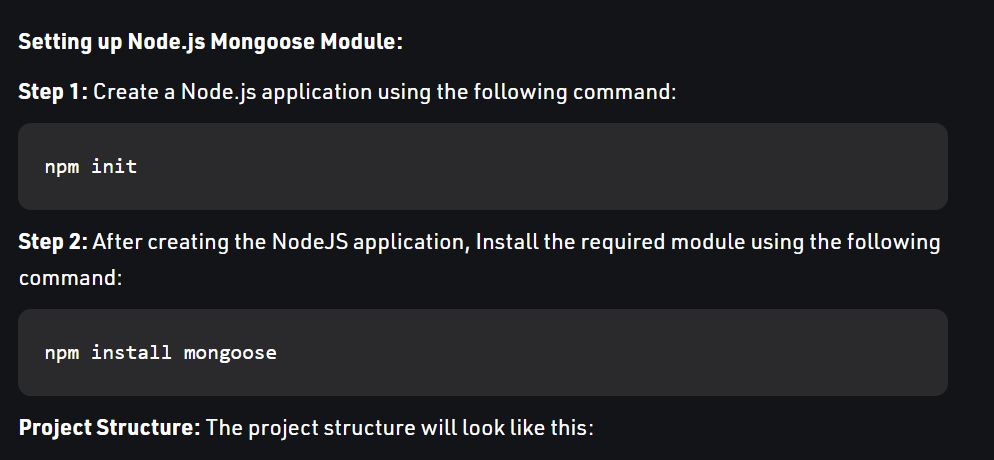 Setting up Node.js Mongoose Module:
Step 1: Create a Node.js application using the following command:
npm init
Step 2: After creating the NodeJS application, Install the required module using the following
command:
npm install mongoose
Project Structure: The project structure will look like this: